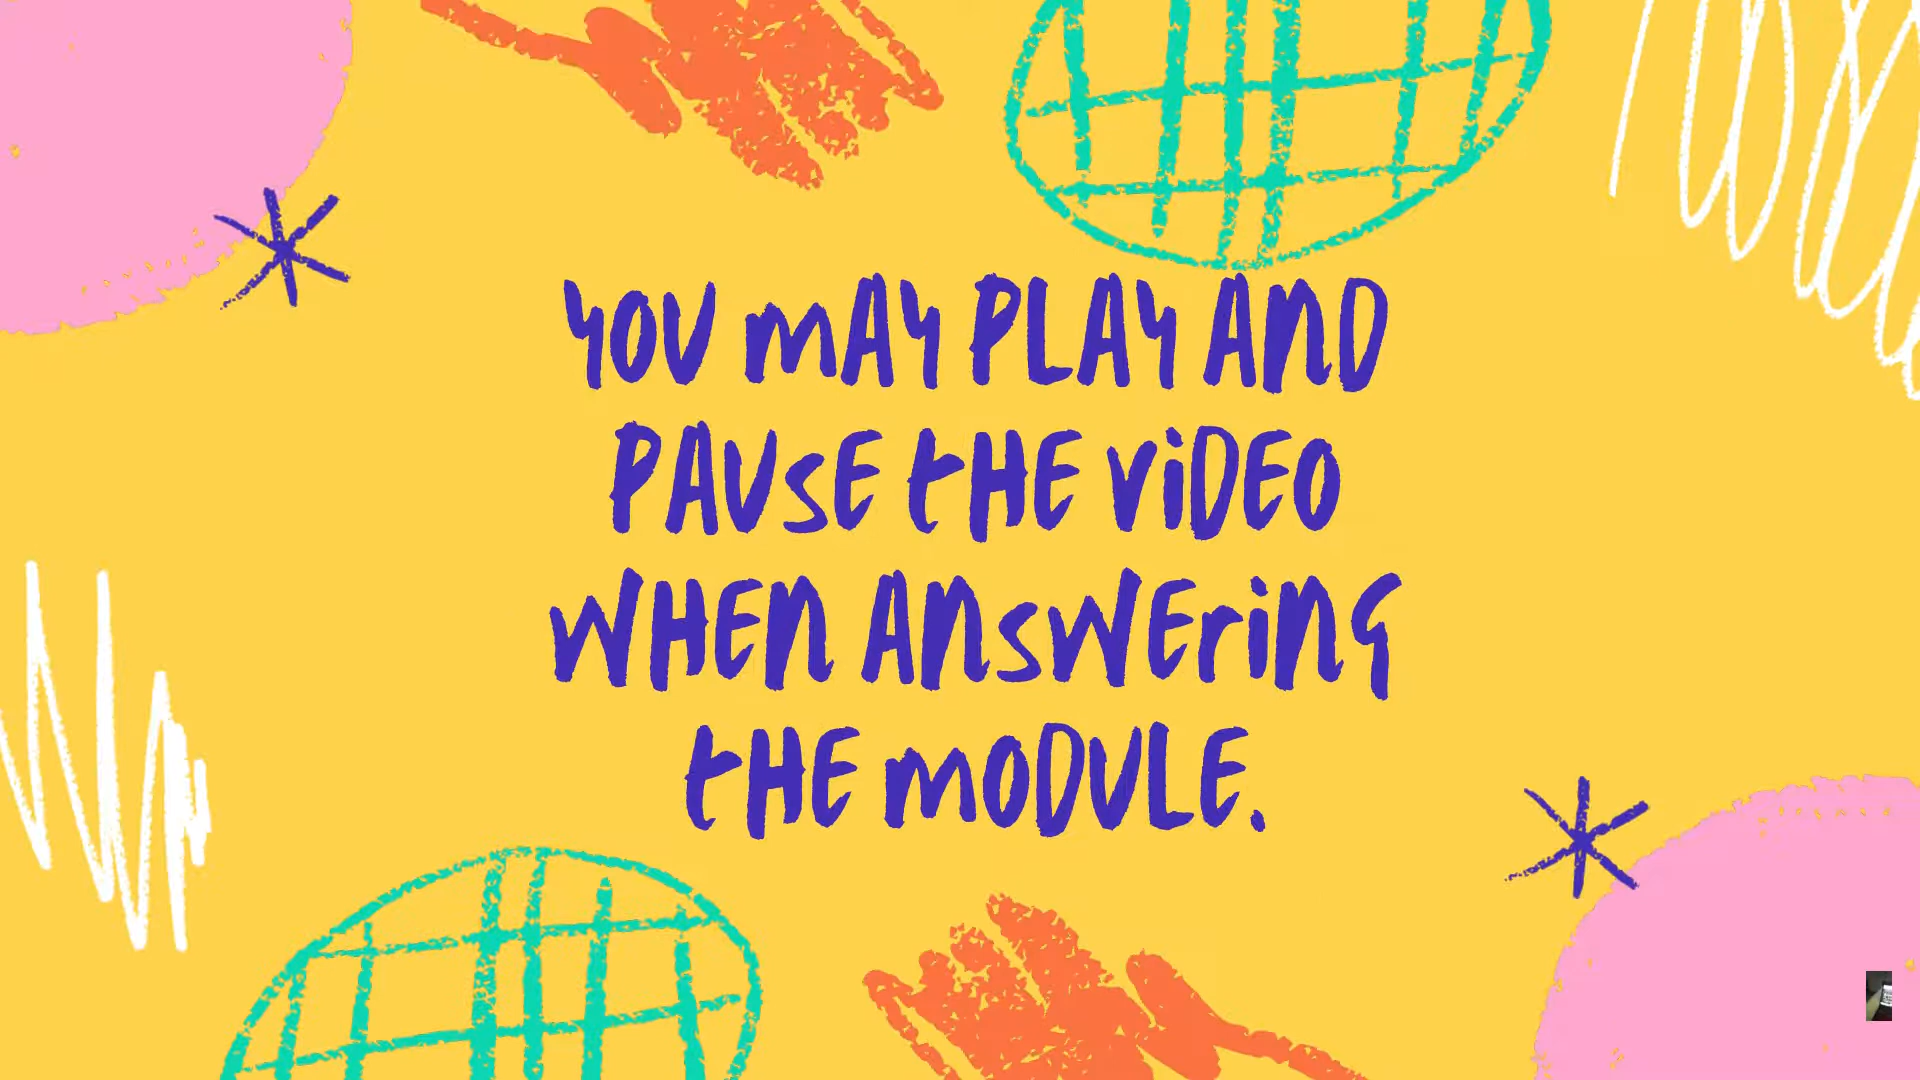 YOU MAY PLAY AND
PAUSE THE VIDEO
WHEN ANSWERING
THE MODULE.